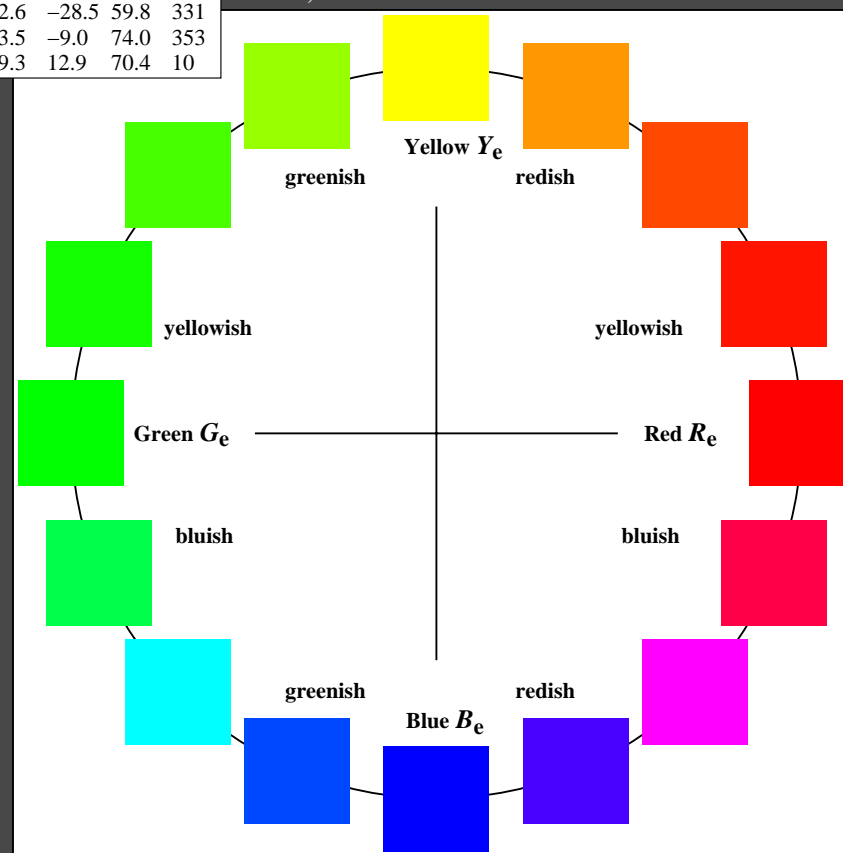 2.6 −28.5 59.8 331
3.5 −9.0 74.0 353
9.3 12.9 70.4 10
Yellow Ye
greenish redish
yellowish yellowish
Green Ge Red Re
bluish bluish
greenish redish
Blue Be